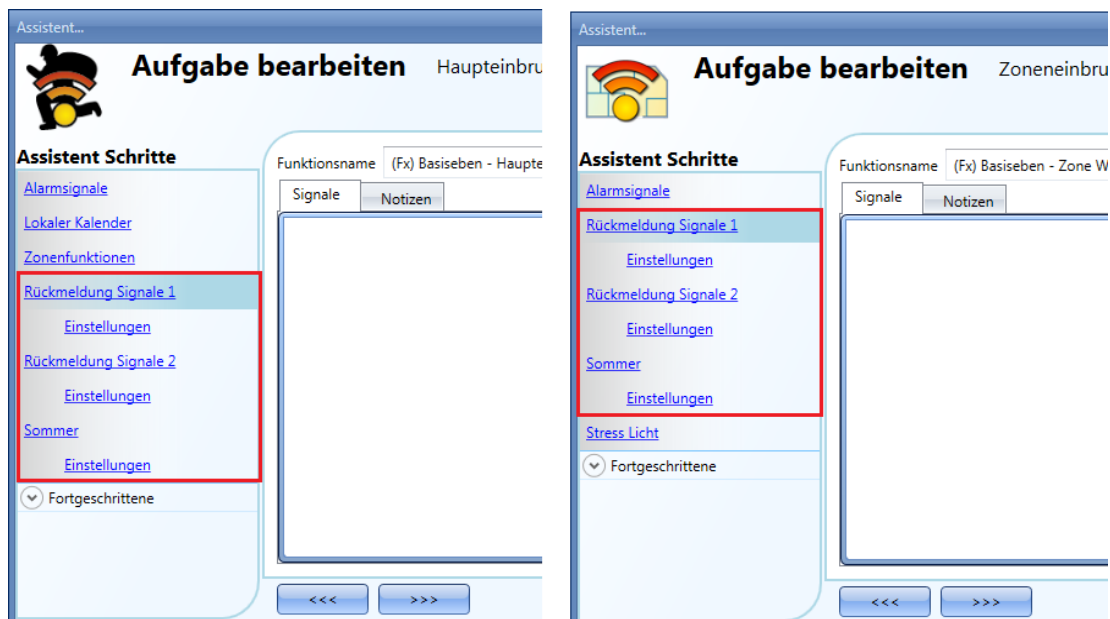 Assistent...
Aufgabe bearbeiten Haupteinbru
Assistent Schritte
Alarmsignale
Lokaler Kalender
Zonenfunktionen
Rückmeldung Signale 1
Einstellungen
Rückmeldung Signale 2
Einstellungen
Sommer
Einstellungen
Fortgeschrittene
Funktionsname (Fx) Basiseben - Haupte
Signale Notizen
<<< >>>
Assistent...
Aufgabe bearbeiten Zoneneinbru
Assistent Schritte
Alarmsignale
Rückmeldung Signale 1
Einstellungen
Rückmeldung Signale 2
Einstellungen
Sommer
Einstellungen
Stress Licht
Fortgeschrittene
Funktionsname (Fx) Basiseben - Zone W
Signale Notizen
<<< >>>